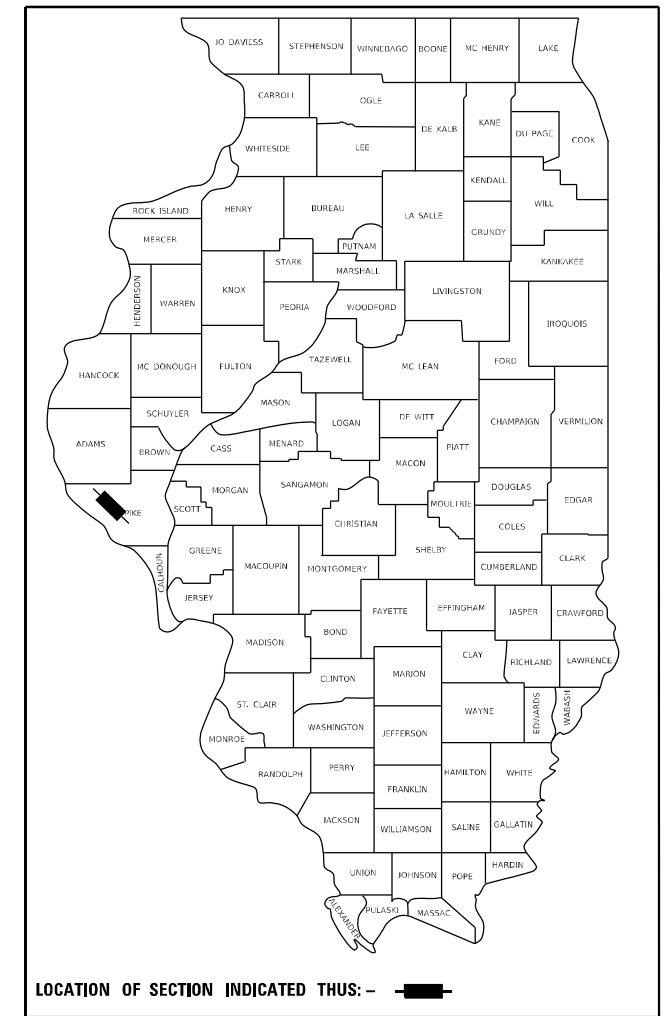 JO DAVIESS STEPHENSON WINNEBAGO BOONE MC HENRY LAKE
CARROLL OGLE DE KALB KANE DU PAGE COOK
WHITESIDE LEE KENDALL WILL
ROCK ISLAND HENRY BUREAU LA SALLE GRUNDY
MERCER PUTNAM KANKAKEE
STARK MARSHALL
HENDERSON WARREN KNOX PEORIA WOODFORD LIVINGSTON IROQUOIS
HANCOCK MC DONOUGH FULTON TAZEWELL MC LEAN FORD
MASON
SCHUYLER LOGAN DE WITT CHAMPAIGN VERMILION
ADAMS BROWN CASS MENARD PIATT
MACON
MORGAN SANGAMON DOUGLAS EDGAR
PIKE SCOTT CHRISTIAN MOULTRIE COLES
GREENE SHELBY CLARK
CALHOUN MACOUPIN MONTGOMERY CUMBERLAND
JERSEY FAYETTE EFFINGHAM JASPER CRAWFORD
MADISON BOND
CLAY RICHLAND LAWRENCE
CLINTON MARION
ST. CLAIR WAYNE EDWARDS WABASH
MONROE WASHINGTON JEFFERSON
RANDOLPH PERRY HAMILTON WHITE
FRANKLIN
JACKSON WILLIAMSON SALINE GALLATIN
UNION JOHNSON POPE HARDIN
ALEXANDER PULASKI MASSAC
LOCATION OF SECTION INDICATED THUS: –